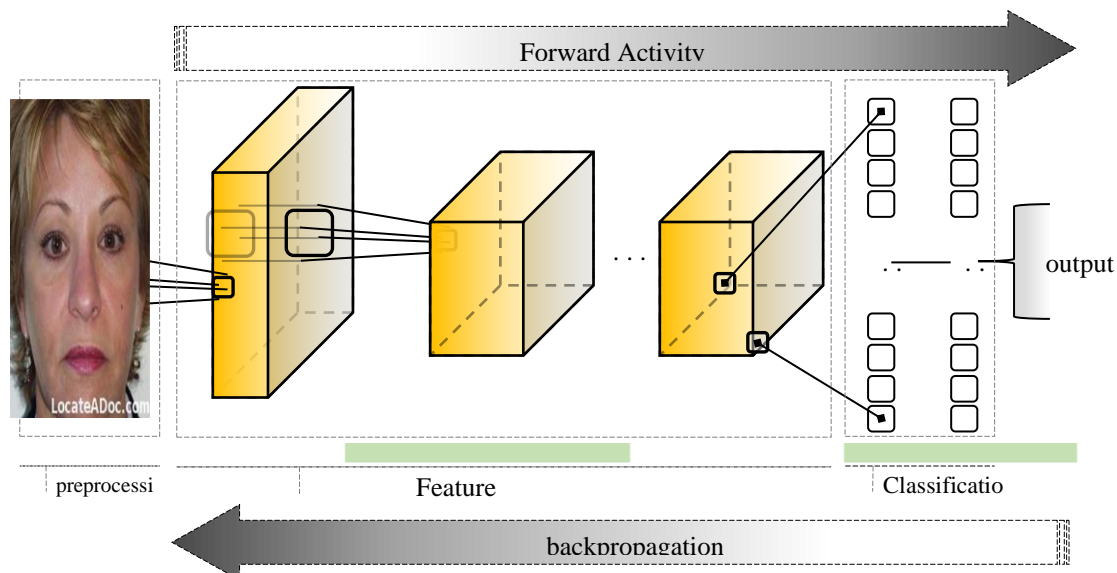 Forward Activity
LocateADoc.com
. . .
. .
. .
output
preprocessi
Feature
Classificatio
backpropagation